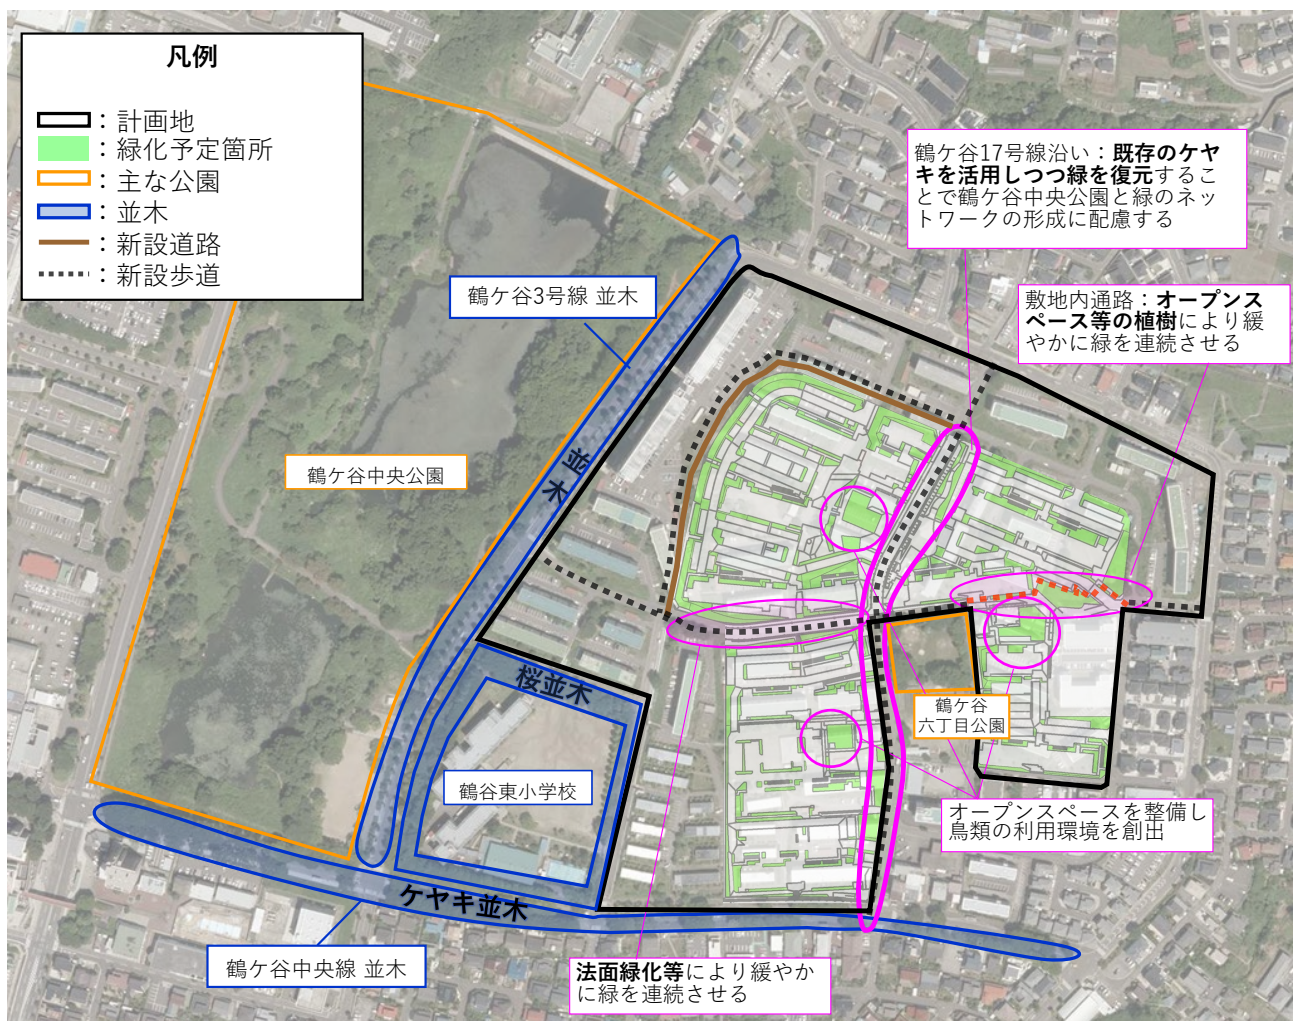 凡例
：計画地
：緑化予定箇所
：主な公園
：並木
：新設道路
：新設歩道
鶴ケ谷17号線沿い：既存のケヤ
キを活用しつつ緑を復元するこ
とで鶴ケ谷中央公園と緑のネッ
トワークの形成に配慮する
鶴ケ谷3号線 並木
敷地内通路：オープンス
ペース等の植樹により緩
やかに緑を連続させる
並木
鶴ケ谷中央公園
桜並木
鶴ケ谷
六丁目公園
鶴谷東小学校
オープンスペースを整備し
鳥類の利用環境を創出
ケヤキ並木
鶴ケ谷中央線 並木
法面緑化等により緩やか
に緑を連続させる